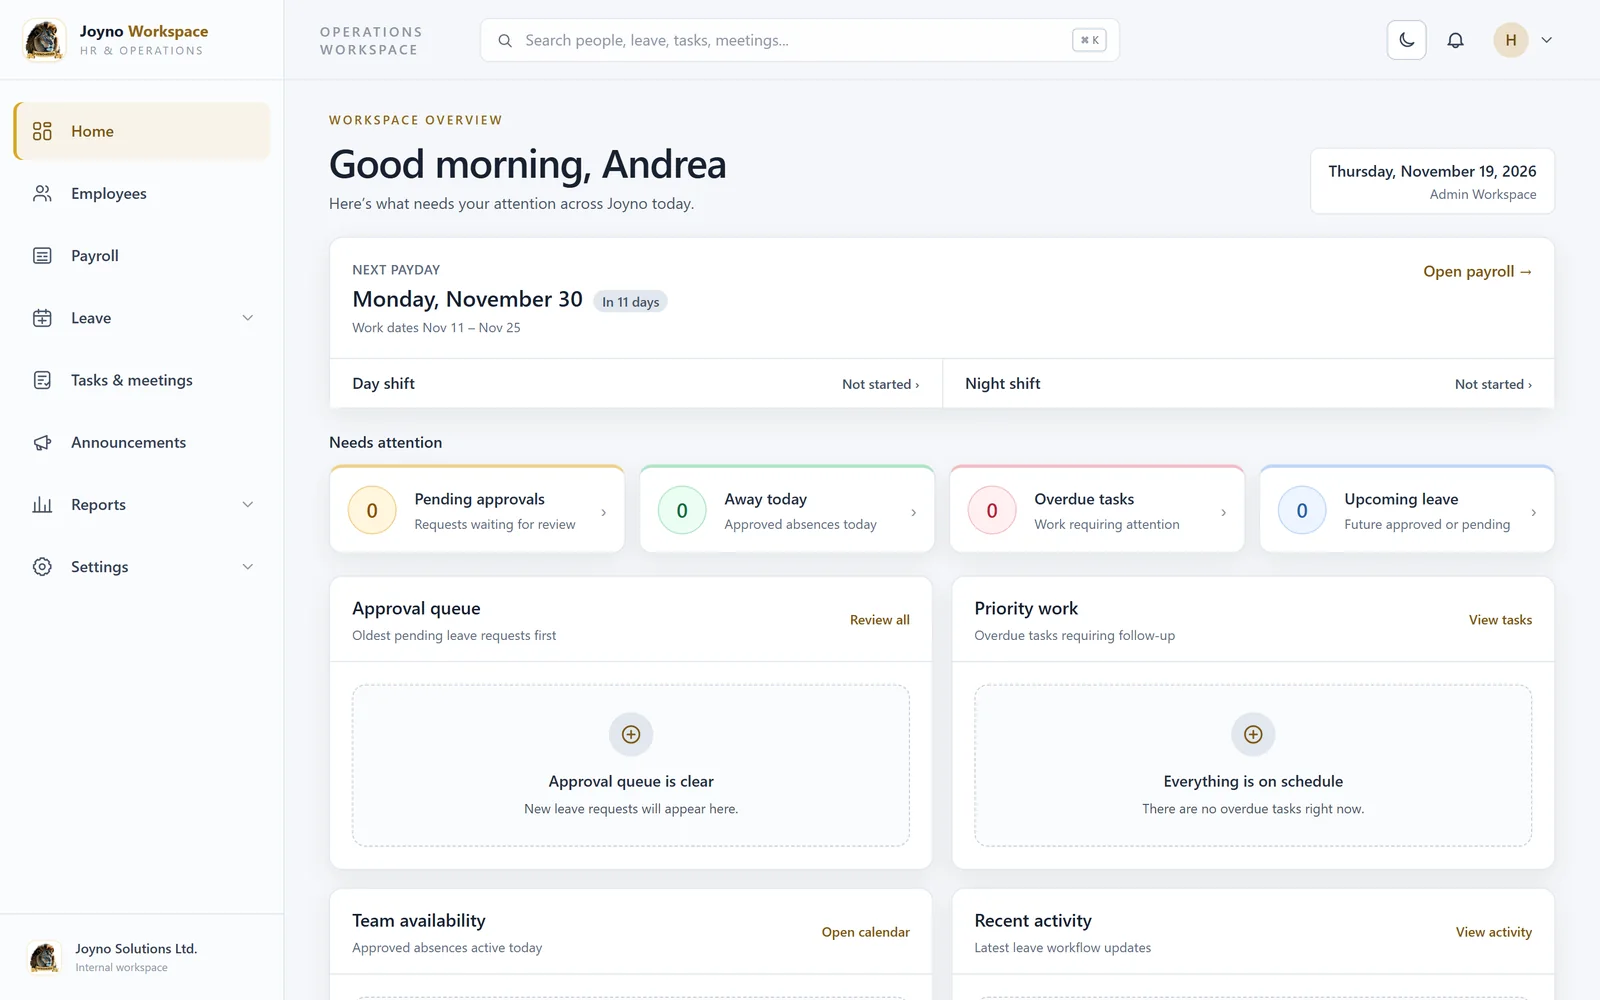 Joyno Workspace
HR & OPERATIONS
OPERATIONS
WORKSPACE
Search people, leave, tasks, meetings...
⌘ K
H
Home
Employees
Payroll
Leave
Tasks & meetings
Announcements
Reports
Settings
Joyno Solutions Ltd.
Internal workspace
WORKSPACE OVERVIEW
Good morning, Andrea
Here’s what needs your attention across Joyno today.
Thursday, November 19, 2026
Admin Workspace
NEXT PAYDAY
Monday, November 30 In 11 days
Work dates Nov 11 – Nov 25
Open payroll →
Day shift
Not started ›
Night shift
Not started ›
Needs attention
0
Pending approvals
Requests waiting for review
›
0
Away today
Approved absences today
›
0
Overdue tasks
Work requiring attention
›
0
Upcoming leave
Future approved or pending
›
Approval queue
Oldest pending leave requests first
Review all
Approval queue is clear
New leave requests will appear here.
Priority work
Overdue tasks requiring follow-up
View tasks
Everything is on schedule
There are no overdue tasks right now.
Team availability
Approved absences active today
Open calendar
Recent activity
Latest leave workflow updates
View activity